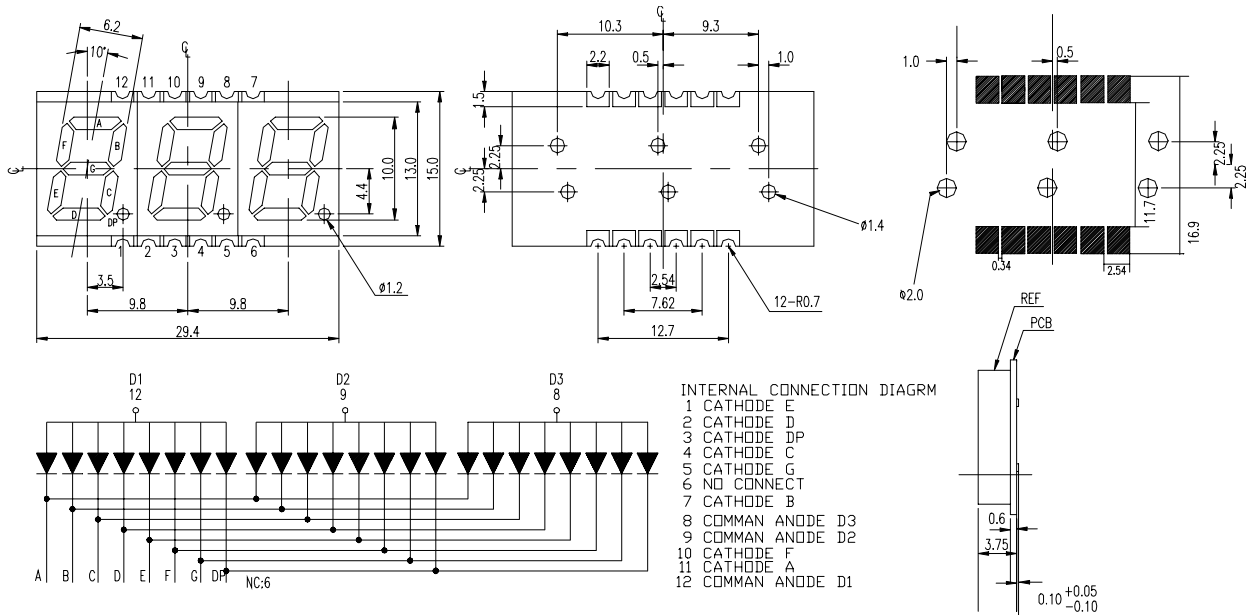 6.2
10°
℄
12 11 10 9 8 7
A
F B
G
E C
D
DP
1 2 3 4 5 6
℄
4.4
10.0
13.0
15.0
3.5
ø1.2
9.8 9.8
29.4
℄
10.3 9.3
2.2 0.5 1.0
1.5
℄
2.25
2.25
ø1.4
2.54
12-R0.7
7.62
12.7
1.0 0.5
2.25
2.25
11.7
16.9
0.34 2.54
ø2.0
REF
PCB
0.6
3.75
0.10 +0.05
-0.10
D1 D2 D3
12 9 8
A B C D E F G DP NC:6
INTERNAL CONNECTION DIAGRM
1 CATHODE E
2 CATHODE D
3 CATHODE DP
4 CATHODE C
5 CATHODE G
6 NO CONNECT
7 CATHODE B
8 COMMAN ANODE D3
9 COMMAN ANODE D2
10 CATHODE F
11 CATHODE A
12 COMMAN ANODE D1